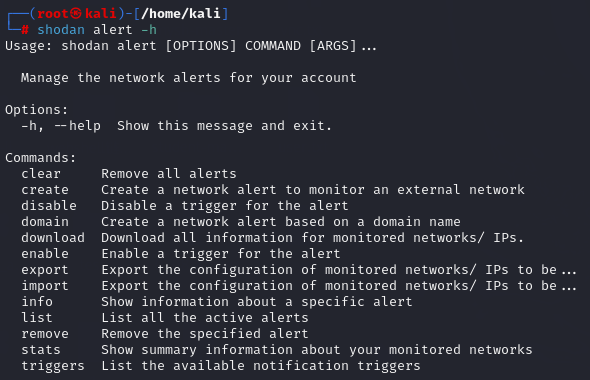 ┌──(root㉿kali)-[/home/kali]
└─# shodan alert -h
Usage: shodan alert [OPTIONS] COMMAND [ARGS]...

  Manage the network alerts for your account

Options:
  -h, --help  Show this message and exit.

Commands:
  clear     Remove all alerts
  create    Create a network alert to monitor an external network
  disable   Disable a trigger for the alert
  domain    Create a network alert based on a domain name
  download  Download all information for monitored networks/ IPs.
  enable    Enable a trigger for the alert
  export    Export the configuration of monitored networks/ IPs to be...
  import    Export the configuration of monitored networks/ IPs to be...
  info      Show information about a specific alert
  list      List all the active alerts
  remove    Remove the specified alert
  stats     Show summary information about your monitored networks
  triggers  List the available notification triggers